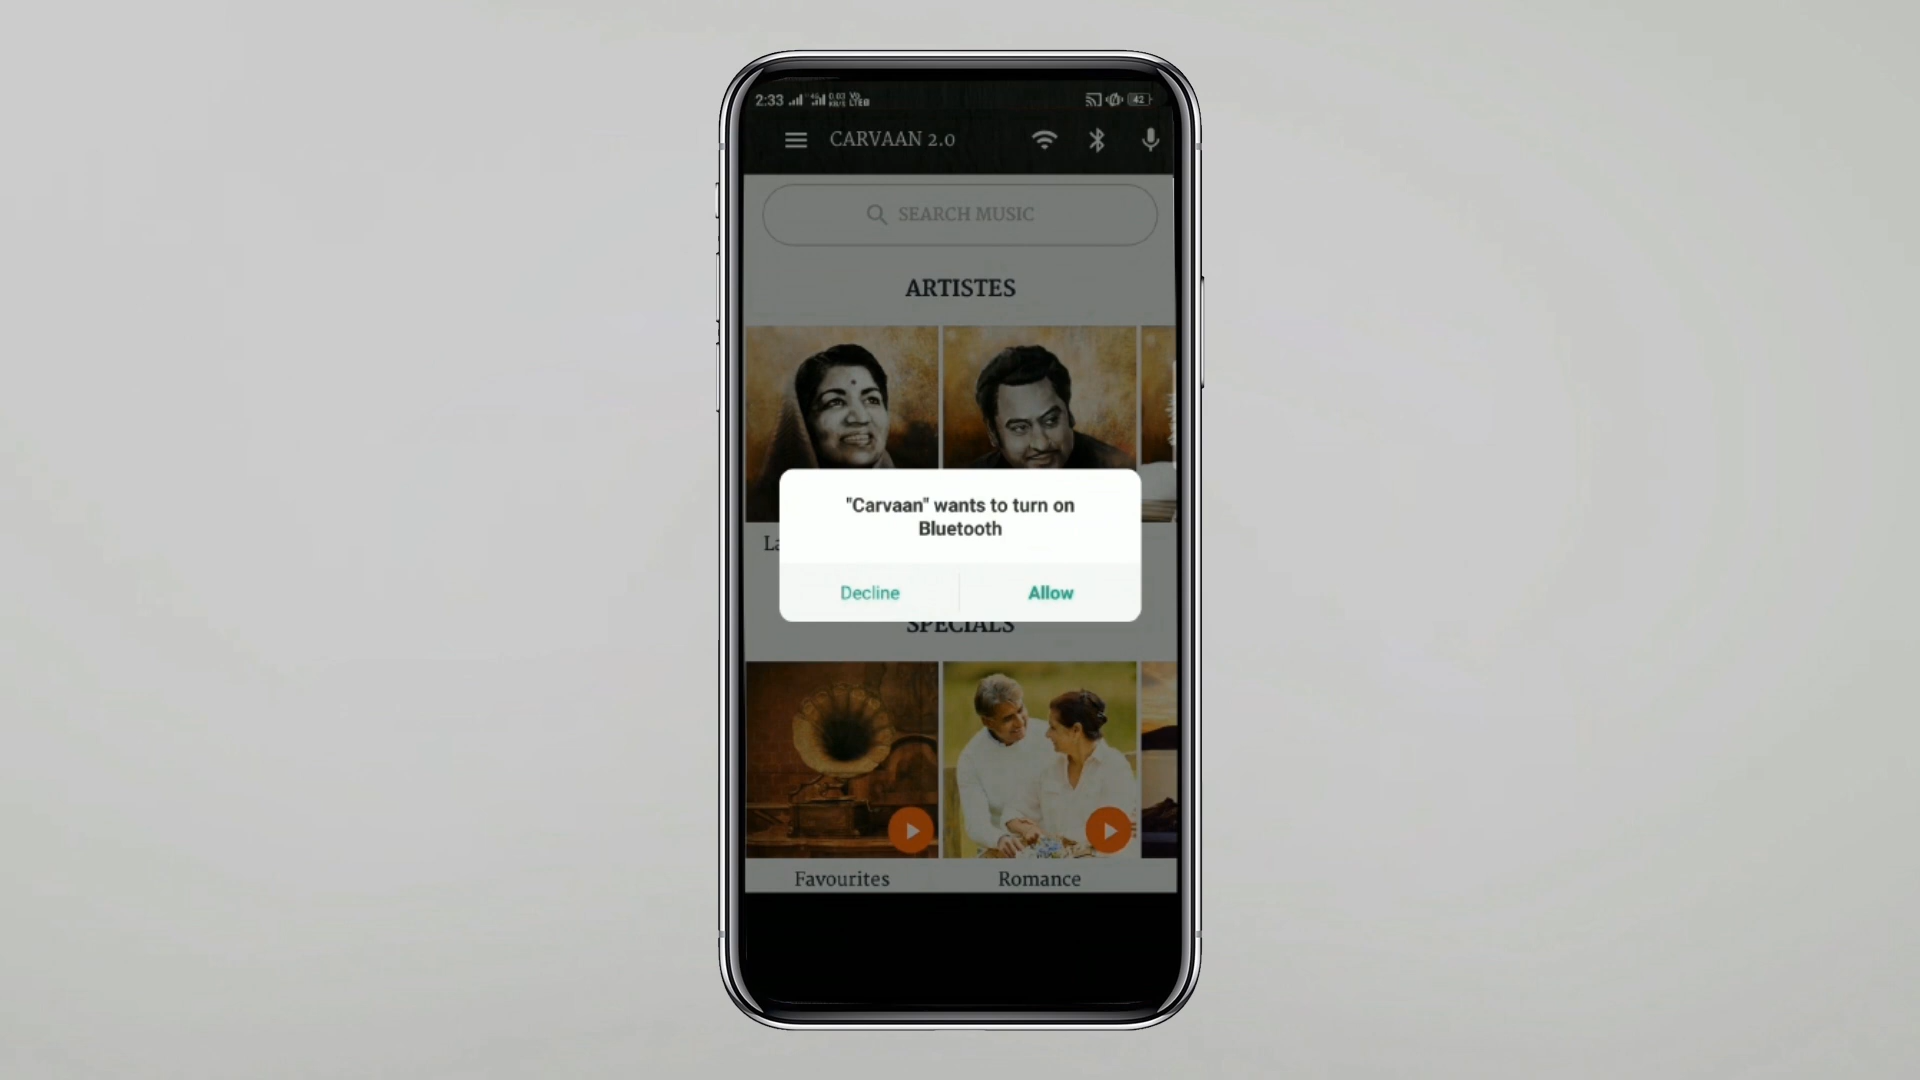 2:33
42
CARVAAN 2.0
SEARCH MUSIC
ARTISTES
"Carvaan" wants to turn on
Bluetooth
Decline
Allow
SPECIALS
Favourites
Romance